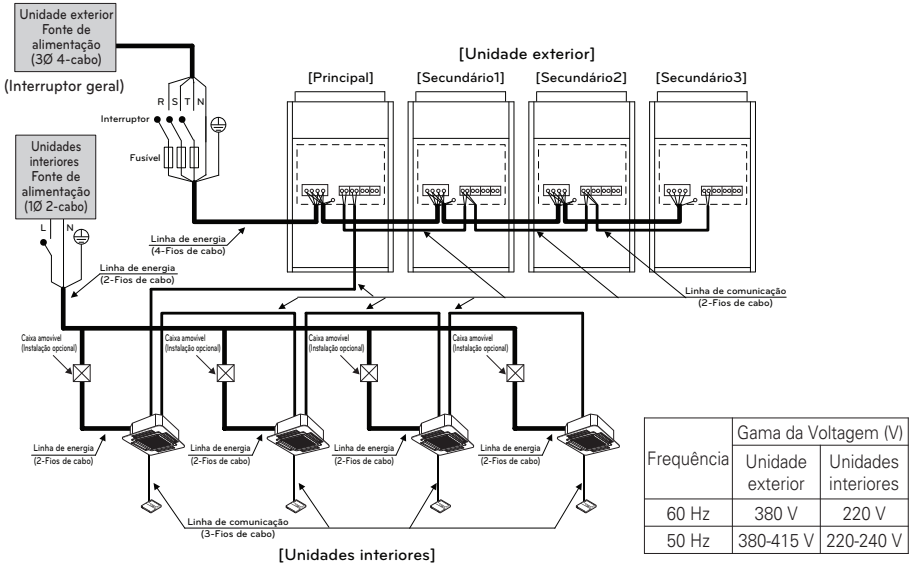 Unidade exterior
Fonte de
alimentação
(3Ø 4-cabo)
(Interruptor geral)
R S T N
Interruptor
Fusível
[Unidade exterior]
[Principal]
[Secundário1]
[Secundário2]
[Secundário3]
Unidades
interiores
Fonte de
alimentação
(1Ø 2-cabo)
L N
Linha de energia
(4-Fios de cabo)
Linha de energia
(2-Fios de cabo)
Linha de comunicação
(2-Fios de cabo)
Caixa amovivel
(Instalação opcional)
Caixa amovivel
(Instalação opcional)
Caixa amovivel
(Instalação opcional)
Caixa amovivel
(Instalação opcional)
Linha de energia
(2-Fios de cabo)
Linha de energia
(2-Fios de cabo)
Linha de energia
(2-Fios de cabo)
Linha de energia
(2-Fios de cabo)
Linha de comunicação
(3-Fios de cabo)
[Unidades interiores]
Frequência
Gama da Voltagem (V)
Unidade
exterior
Unidades
interiores
60 Hz 380 V 220 V
50 Hz 380-415 V 220-240 V